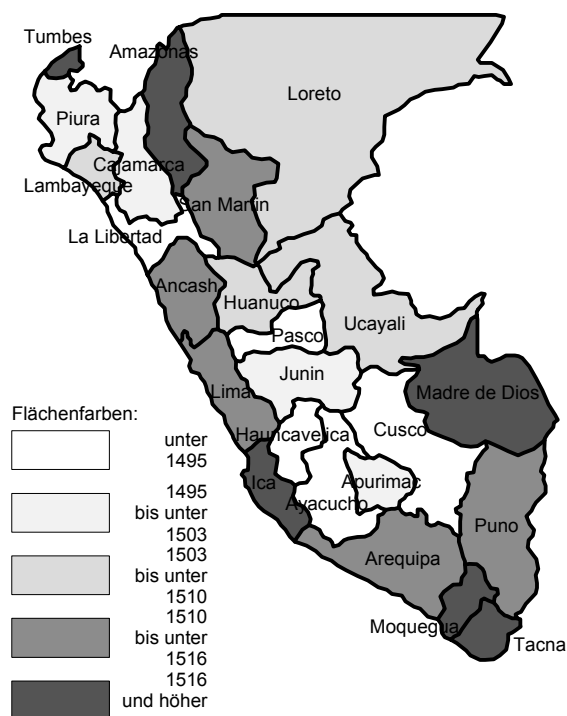 Tumbes
Amazonas
Loreto
Piura
Cajamarca
Lambayeque
San Martin
La Libertad
Ancash
Huanuco
Ucayali
Pasco
Junin
Lima
Madre de Dios
Flächenfarben:
Cusco
Hauncavelica
unter
1495
Ica
Apurimac
Ayacucho
1495
bis unter
1503
Puno
Arequipa
1503
bis unter
1510
Moquegua
Tacna
1510
bis unter
1516
1516
und höher